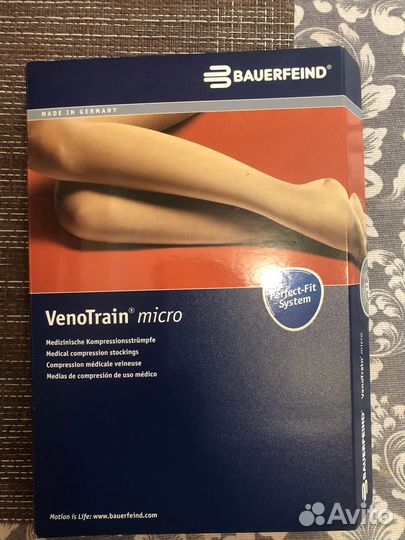 BAUERFEIND®
MADE IN GERMANY
Perfect-Fit
System
VenoTrain® micro
Medizinische Kompressionsstrümpfe
Medical compression stockings
Compression médicale veineuse
Medias de compresión de uso médico
Motion is Life: www.bauerfeind.com
BAUERFEIND® VenoTrain® micro
Avito